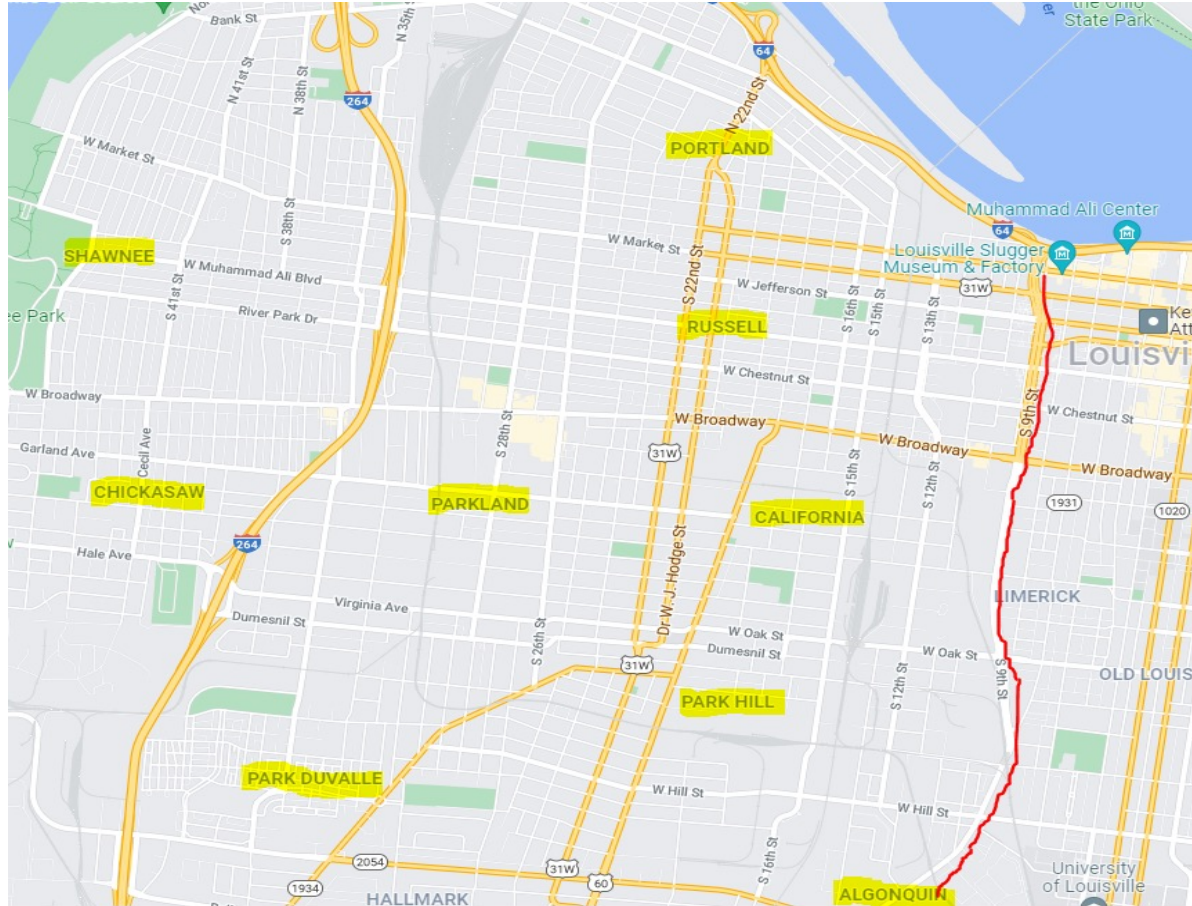 the Ohio
State Park
Bank St
N 35th St
N 41st St
N 38th St
264
64
N 22nd St
PORTLAND
W Market St
Muhammad Ali Center
64
Louisville Slugger
Museum & Factory
SHAWNEE
S 38th St
W Market St
W Muhammad Ali Blvd
W Jefferson St
31W
S 22nd St
S 16th St
S 15th St
S 13th St
S 41st St
ee Park
River Park Dr
RUSSELL
Ke
Att
Louisvi
W Chestnut St
S 9th St
W Broadway
W Broadway
W Chestnut St
W Broadway
W Broadway
Garland Ave
Cecil Ave
S 28th St
31W
S 15th St
S 12th St
CHICKASAW
PARKLAND
CALIFORNIA
1931
1020
264
Hale Ave
Dr W. J. Hodge St
LIMERICK
Virginia Ave
Dumesnil St
S 26th St
W Oak St
Dumesnil St
W Oak St
31W
S 12th St
S 9th St
OLD LOUIS
PARK HILL
PARK DUVALLE
W Hill St
W Hill St
2054
S 16th St
31W
60
1934
HALLMARK
ALGONQUIN
University
of Louisville